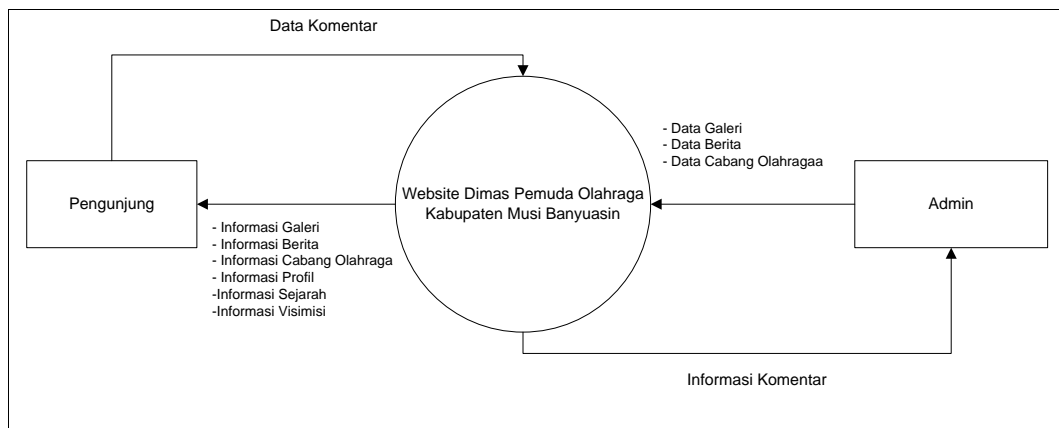 Data Komentar
- Data Galeri
- Data Berita
- Data Cabang Olahragaa
Pengunjung
Website Dimas Pemuda Olahraga
Kabupaten Musi Banyuasin
Admin
- Informasi Galeri
- Informasi Berita
- Informasi Cabang Olahraga
- Informasi Profil
-Informasi Sejarah
-Informasi Visimisi
Informasi Komentar